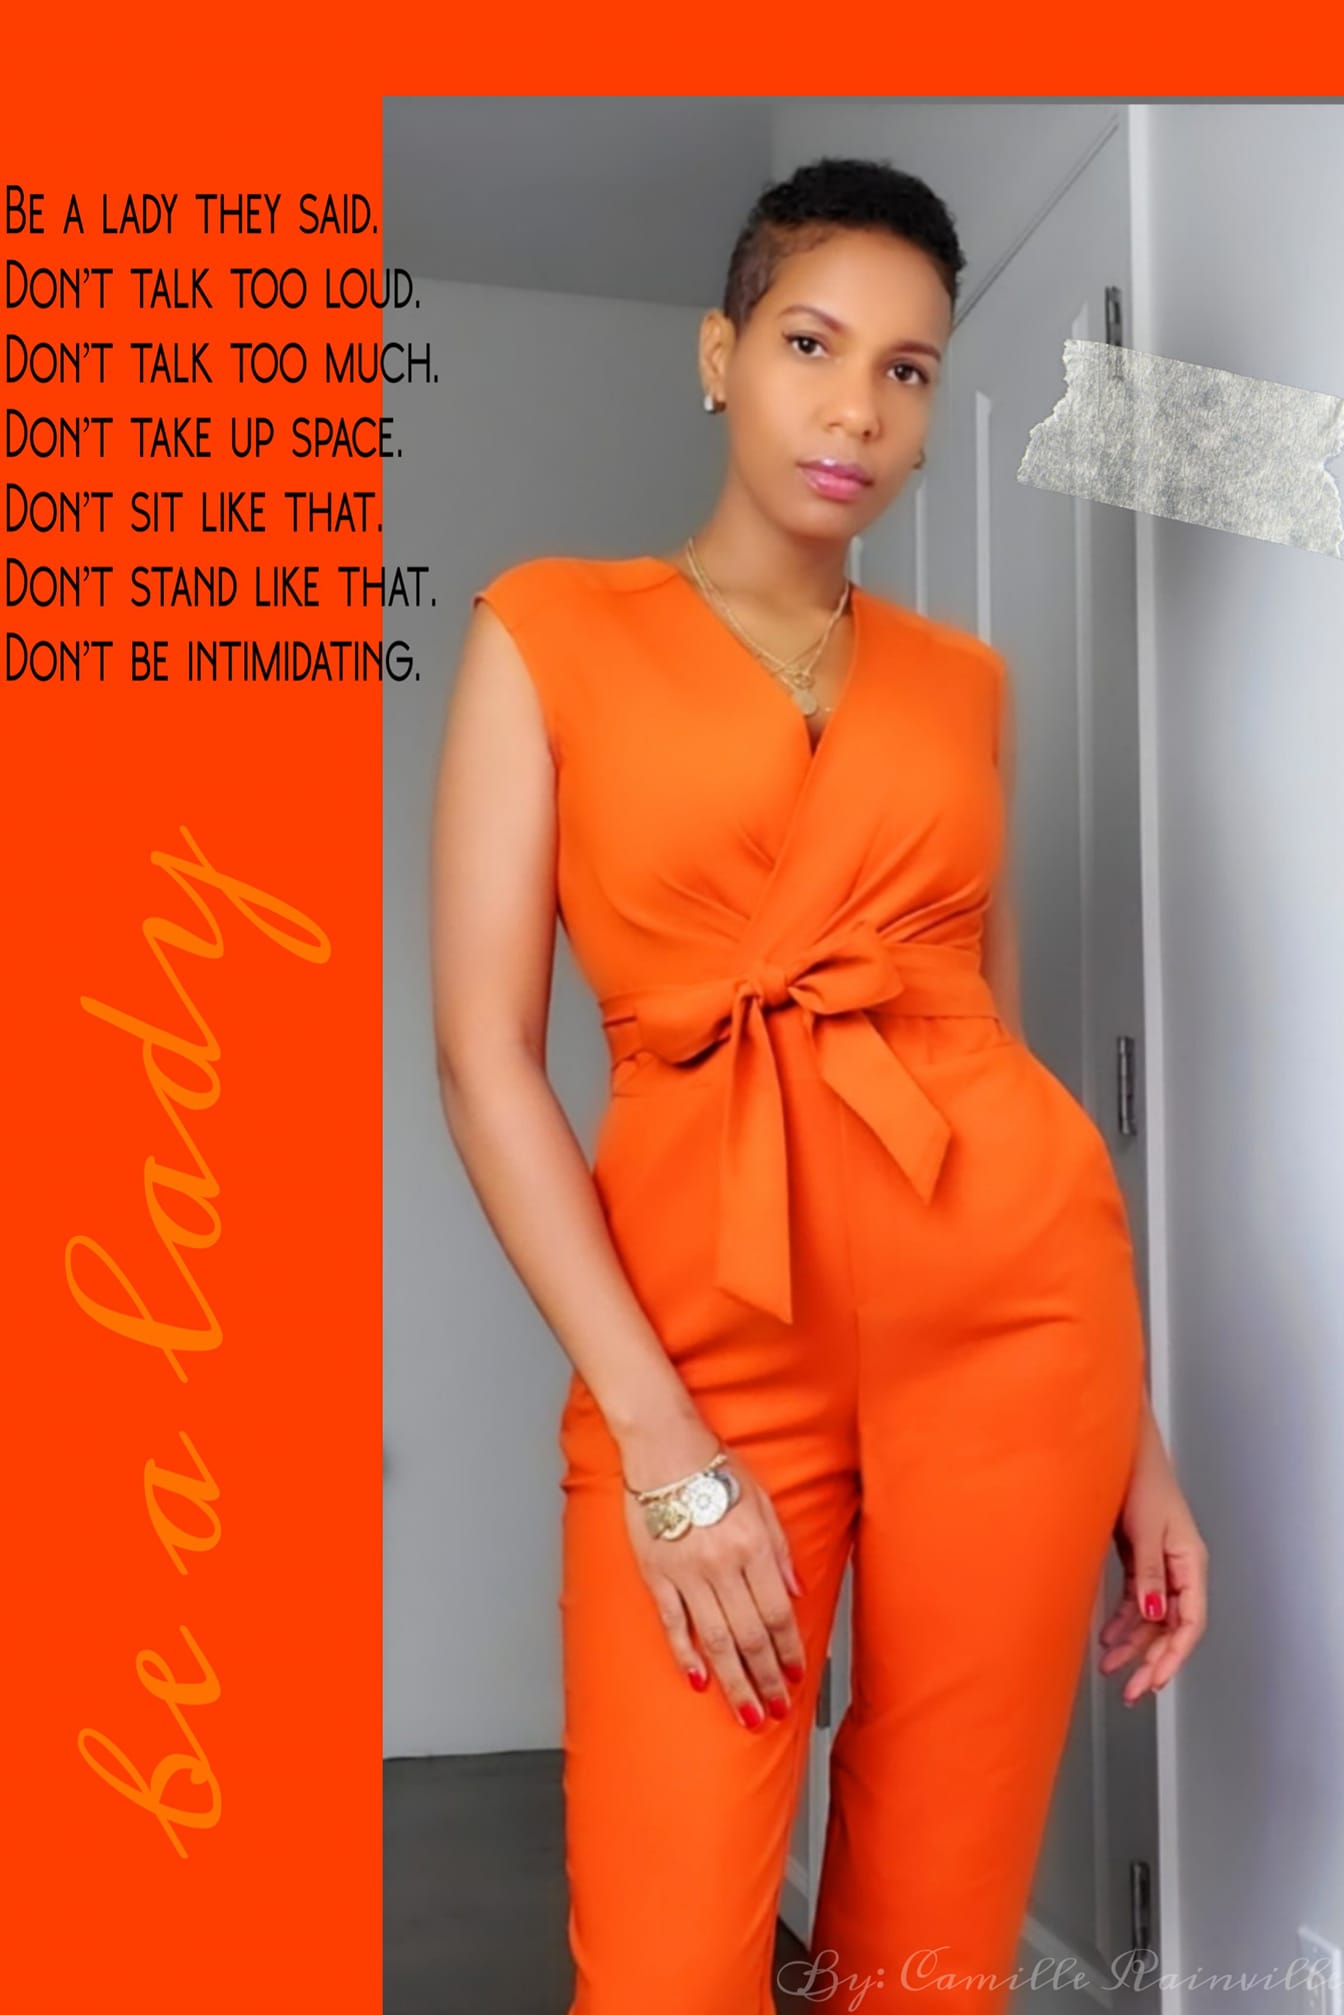 Be a lady they said.
Don't talk too loud.
Don't talk too much.
Don't take up space.
Don't sit like that.
Don't stand like that.
Don't be intimidating.
be a lady
By: Camille Rainvill